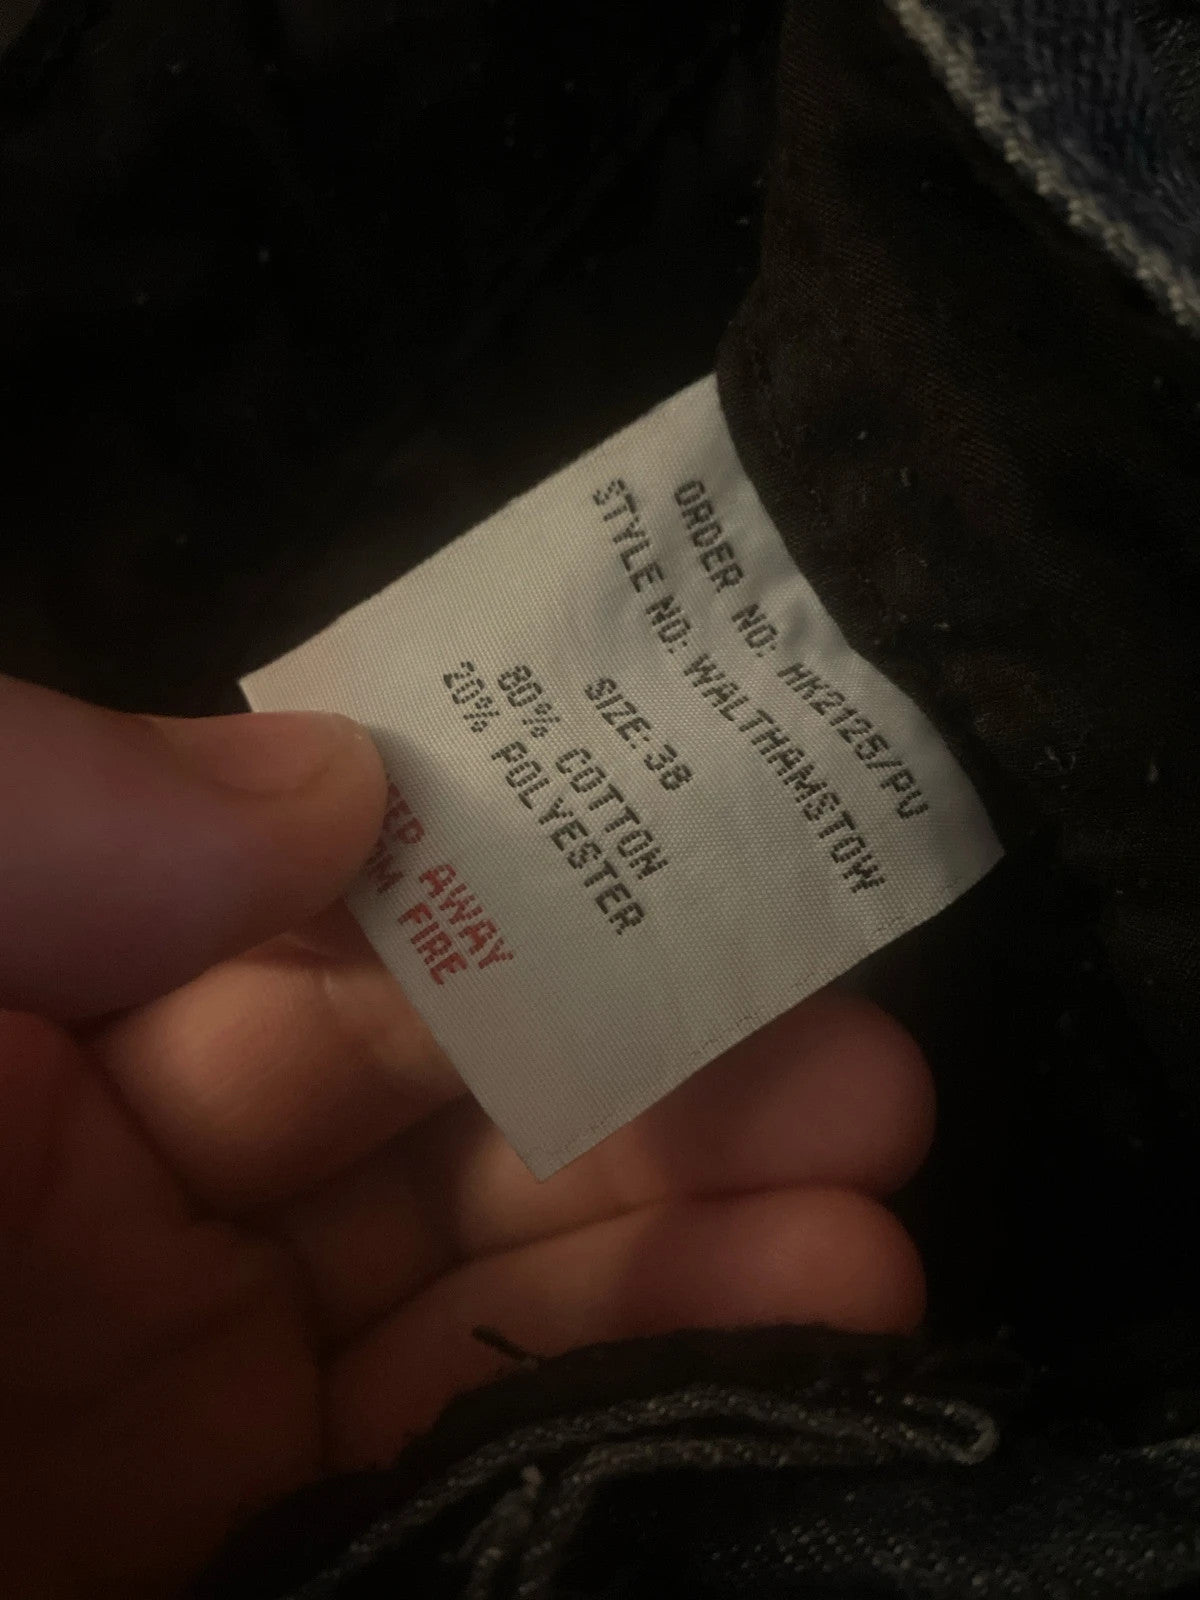 ORDER NO: HK2125/PU
STYLE NO: WALTHAMSTOW
SIZE: 38
80% COTTON
20% POLYESTER
AWAY
FIRE